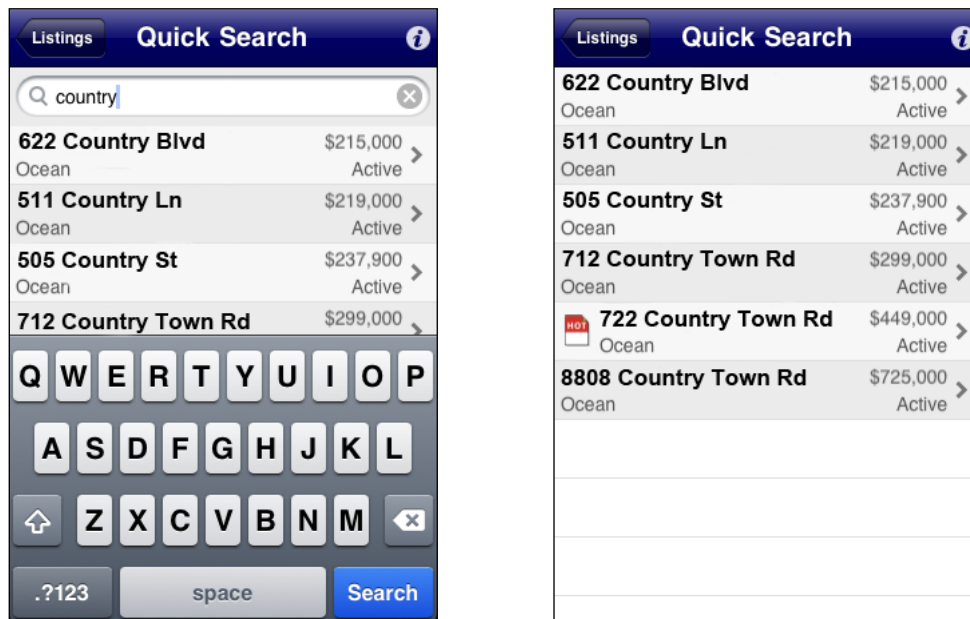 Listings Quick Search
country
622 Country Blvd $215,000
Ocean Active
511 Country Ln $219,000
Ocean Active
505 Country St $237,900
Ocean Active
712 Country Town Rd $299,000
Q W E R T Y U I O P
A S D F G H J K L
Z X C V B N M
.?123 space Search
Listings Quick Search
622 Country Blvd $215,000
Ocean Active
511 Country Ln $219,000
Ocean Active
505 Country St $237,900
Ocean Active
712 Country Town Rd $299,000
Ocean Active
HOT 722 Country Town Rd $449,000
Ocean Active
8808 Country Town Rd $725,000
Ocean Active